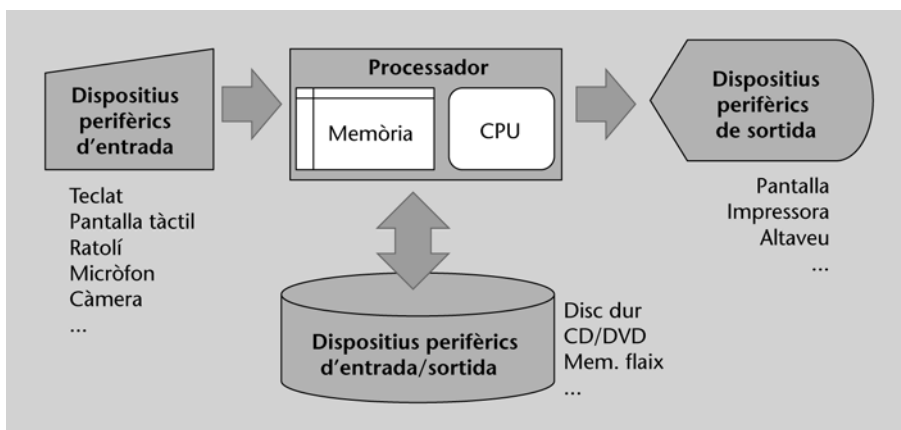 Dispositius
perifèrics
d'entrada
Teclat
Pantalla tàctil
Ratolí
Micròfon
Càmera
...
Processador
Memòria
CPU
Dispositius
perifèrics
de sortida
Pantalla
Impressora
Altaveu
...
Dispositius perifèrics
d'entrada/sortida
Disc dur
CD/DVD
Mem. flaix
...